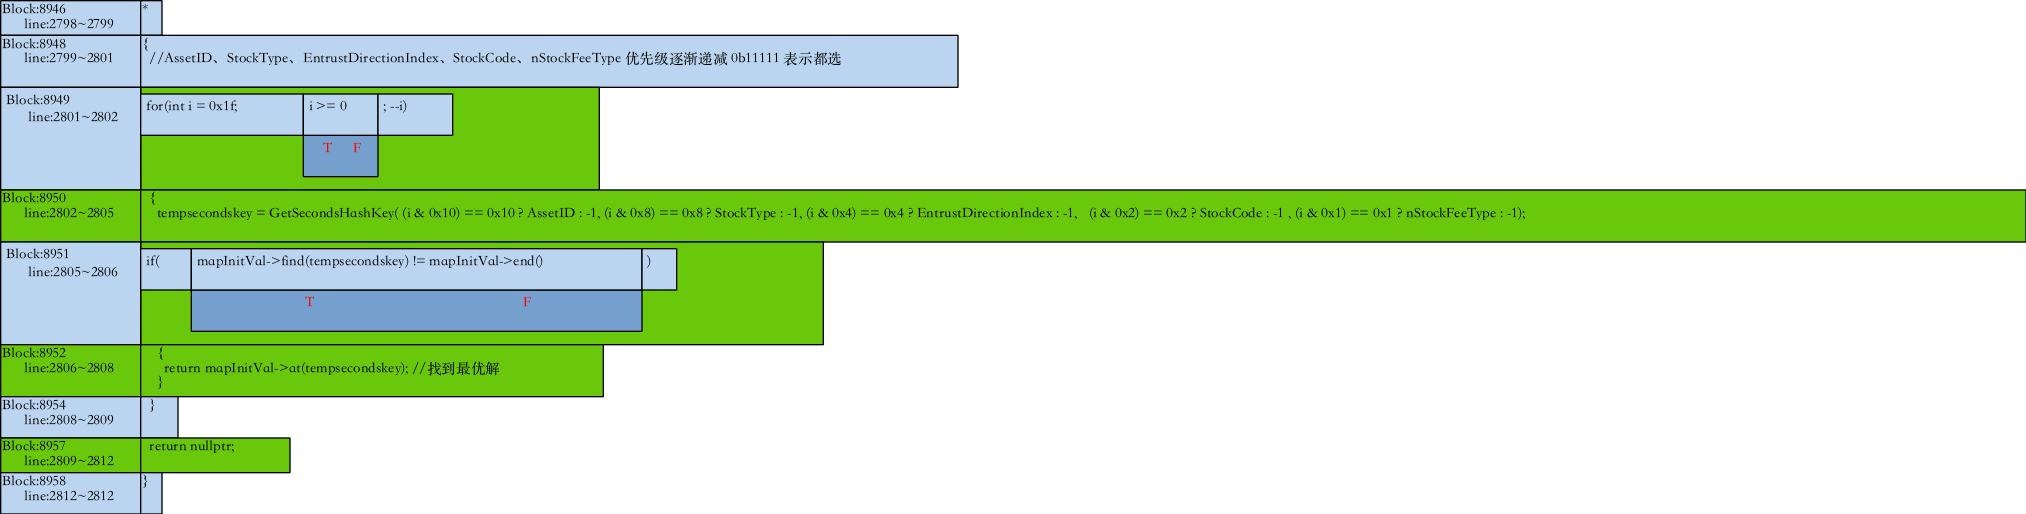 Block:8946 *
line:2798~2799
Block:8948 {
line:2799~2801 //AssetID、StockType、EntrustDirectionIndex、StockCode、nStockFeeType 优先级逐渐递减 0b11111 表示都选
Block:8949 for(int i = 0x1f; i >= 0 ; --i)
line:2801~2802
T F
Block:8950 {
line:2802~2805 tempsecondskey = GetSecondsHashKey( (i & 0x10) == 0x10 ? AssetID : -1, (i & 0x8) == 0x8 ? StockType : -1, (i & 0x4) == 0x4 ? EntrustDirectionIndex : -1, (i & 0x2) == 0x2 ? StockCode : -1 , (i & 0x1) == 0x1 ? nStockFeeType : -1);
Block:8951 if( mapInitVal->find(tempsecondskey) != mapInitVal->end() )
line:2805~2806
T F
Block:8952 {
line:2806~2808 return mapInitVal->at(tempsecondskey); //找到最优解
}
Block:8954 }
line:2808~2809
Block:8957 return nullptr;
line:2809~2812
Block:8958 }
line:2812~2812